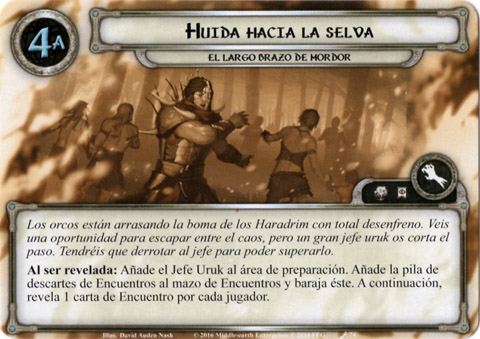 4A
Huida hacia la selva
El largo brazo de Mordor
Los orcos están arrasando la boma de los Haradrim con total desenfreno. Veis
una oportunidad para escapar entre el caos, pero un gran jefe uruk os corta el
paso. Tendréis que derrotar al jefe para poder superarlo.
Al ser revelada: Añade el Jefe Uruk al área de preparación. Añade la pila de
descartes de Encuentros al mazo de Encuentros y baraja éste. A continuación,
revela 1 carta de Encuentro por cada jugador.
Illus. David Auden Nash © 2016 Middle-earth